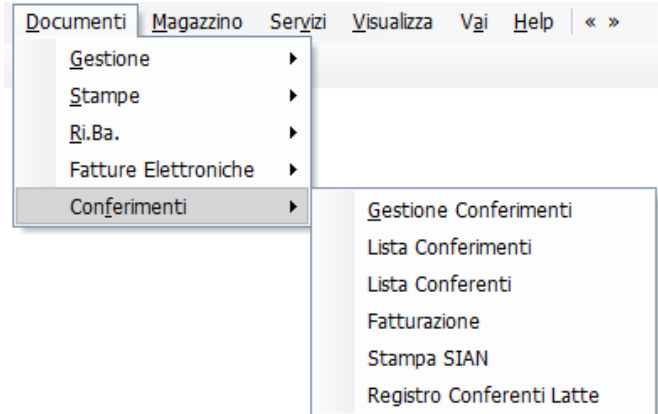 Documenti Magazzino Servizi Visualizza Vai Help « »
Gestione
Stampe
Ri.Ba.
Fatture Elettroniche
Conferimenti
Gestione Conferimenti
Lista Conferimenti
Lista Conferenti
Fatturazione
Stampa SIAN
Registro Conferenti Latte